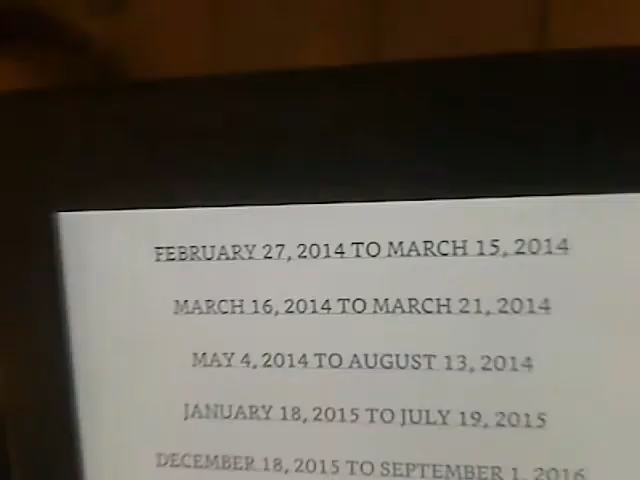 FEBRUARY 27, 2014 TO MARCH 15, 2014
MARCH 16, 2014 TO MARCH 21, 2014
MAY 4, 2014 TO AUGUST 13, 2014
JANUARY 18, 2015 TO JULY 19, 2015
DECEMBER 18, 2015 TO SEPTEMBER 1, 2016